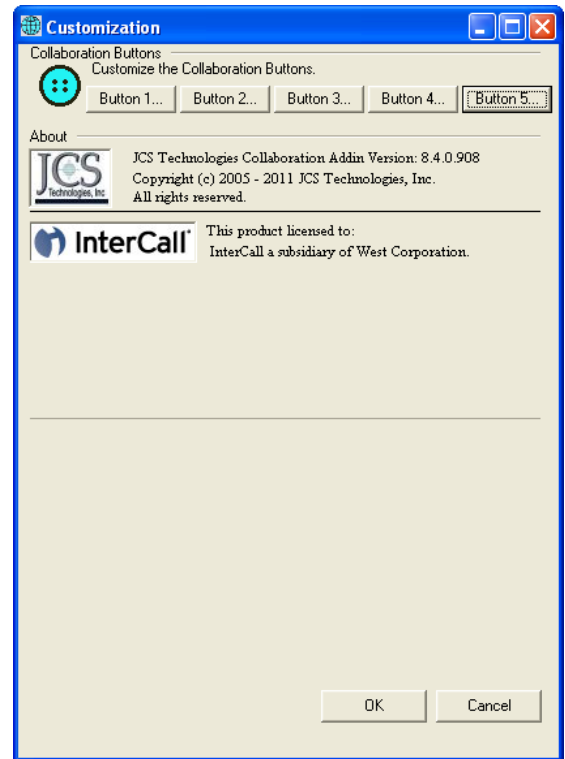 Customization
Collaboration Buttons
Customize the Collaboration Buttons.
Button 1... Button 2... Button 3... Button 4... Button 5...
About
JCS
Technologies, Inc
JCS Technologies Collaboration Addin Version: 8.4.0.908
Copyright (c) 2005 - 2011 JCS Technologies, Inc.
All rights reserved.
InterCall
This product licensed to:
InterCall a subsidiary of West Corporation.
OK Cancel